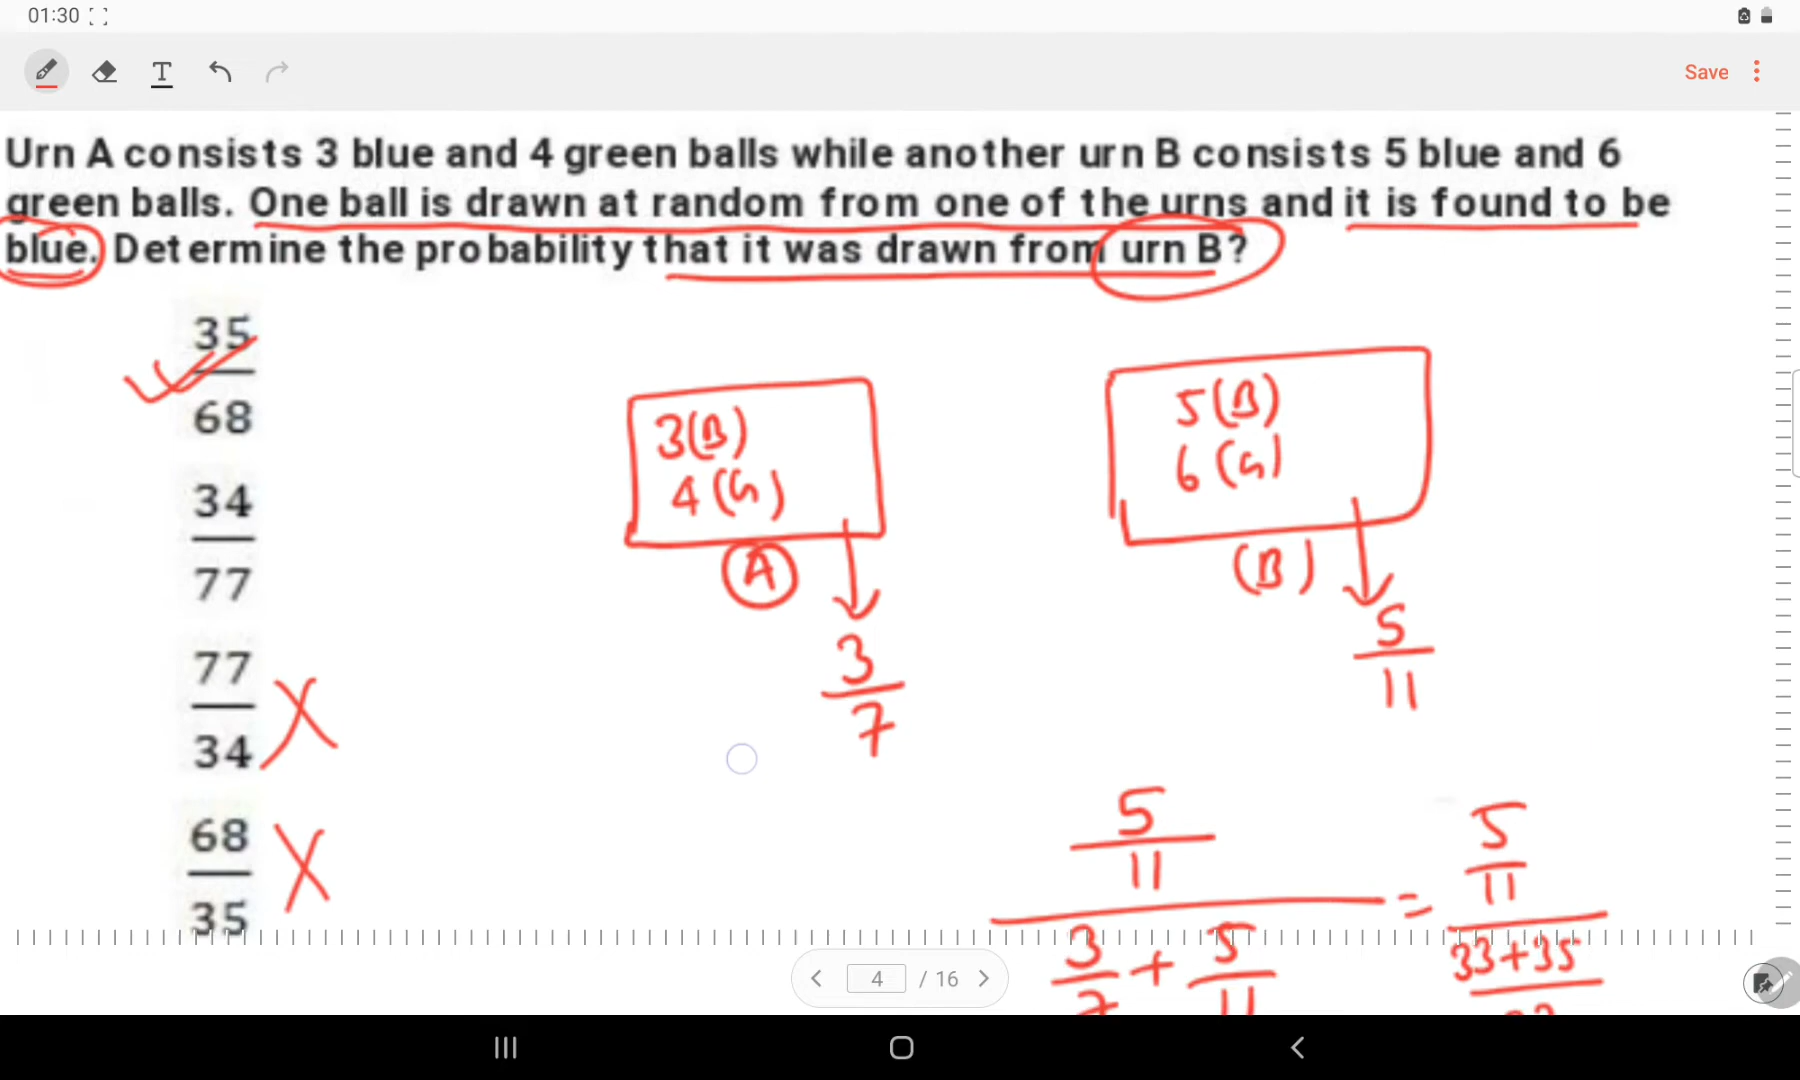 01:30
T
Save
Urn A consists 3 blue and 4 green balls while another urn B consists 5 blue and 6
green balls. One ball is drawn at random from one of the urns and it is found to be
blue. Determine the probability that it was drawn from urn B?
35
68
34
77
77
34
68
35
3(B)
4(G)
A
3
7
5(B)
6(G)
(B)
5
11
5
11
3/7 + 5/11
=
5
11
33+35
4 / 16